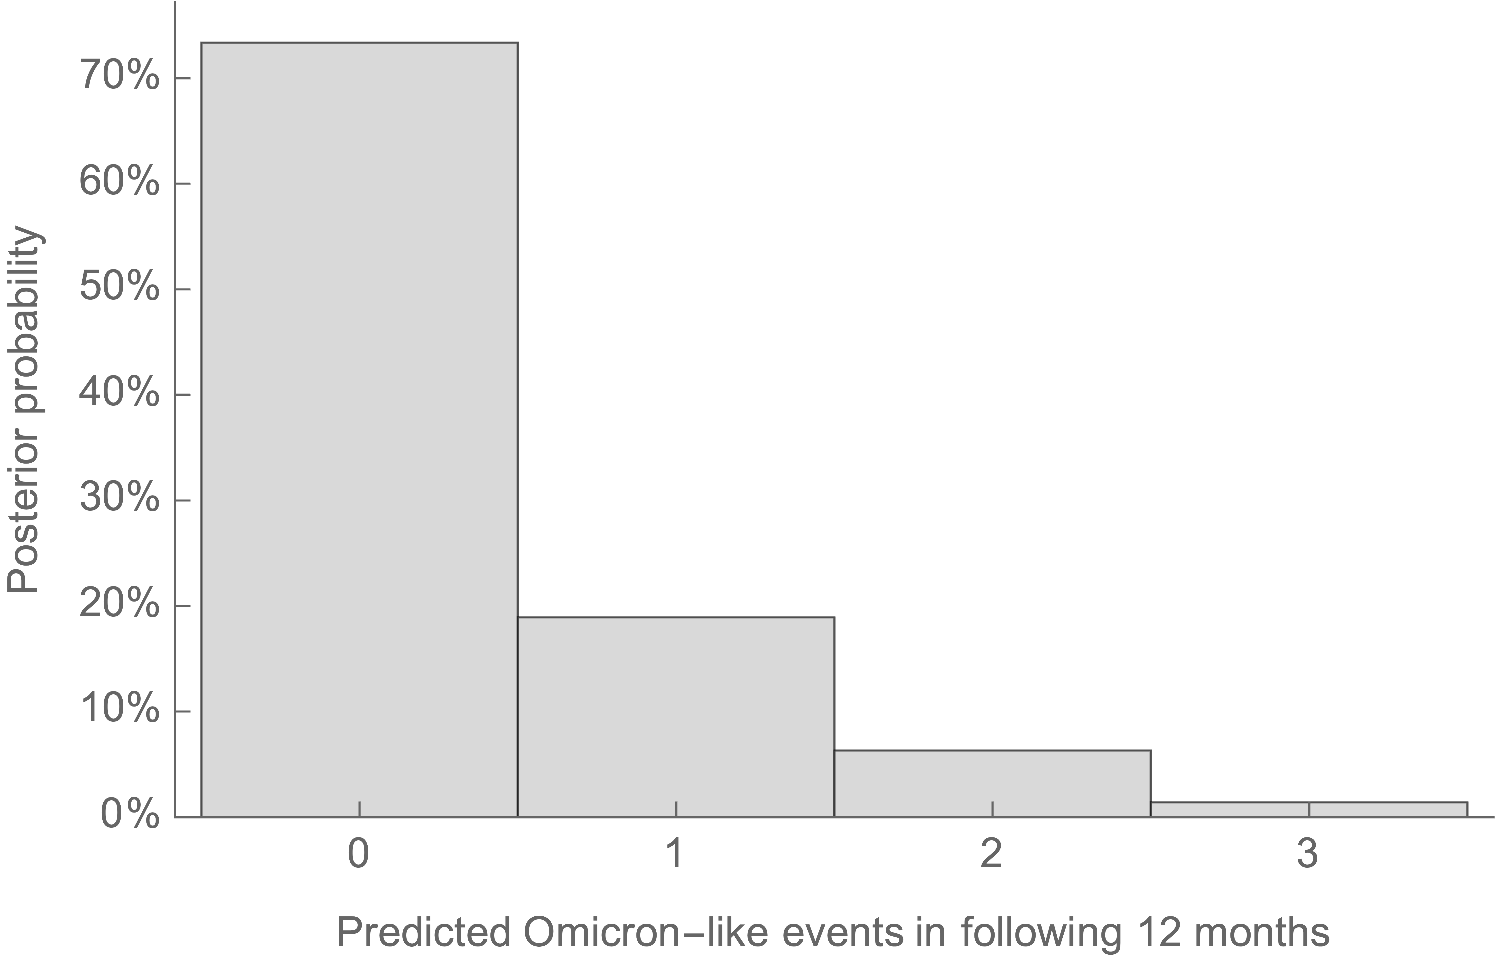 Posterior probability
70%
60%
50%
40%
30%
20%
10%
0%
0 1 2 3
Predicted Omicron–like events in following 12 months